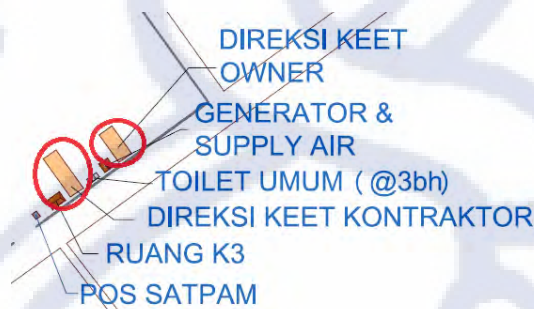 DIREKSI KEET
OWNER
GENERATOR &
SUPPLY AIR
TOILET UMUM ( @3bh)
DIREKSI KEET KONTRAKTOR
RUANG K3
POS SATPAM